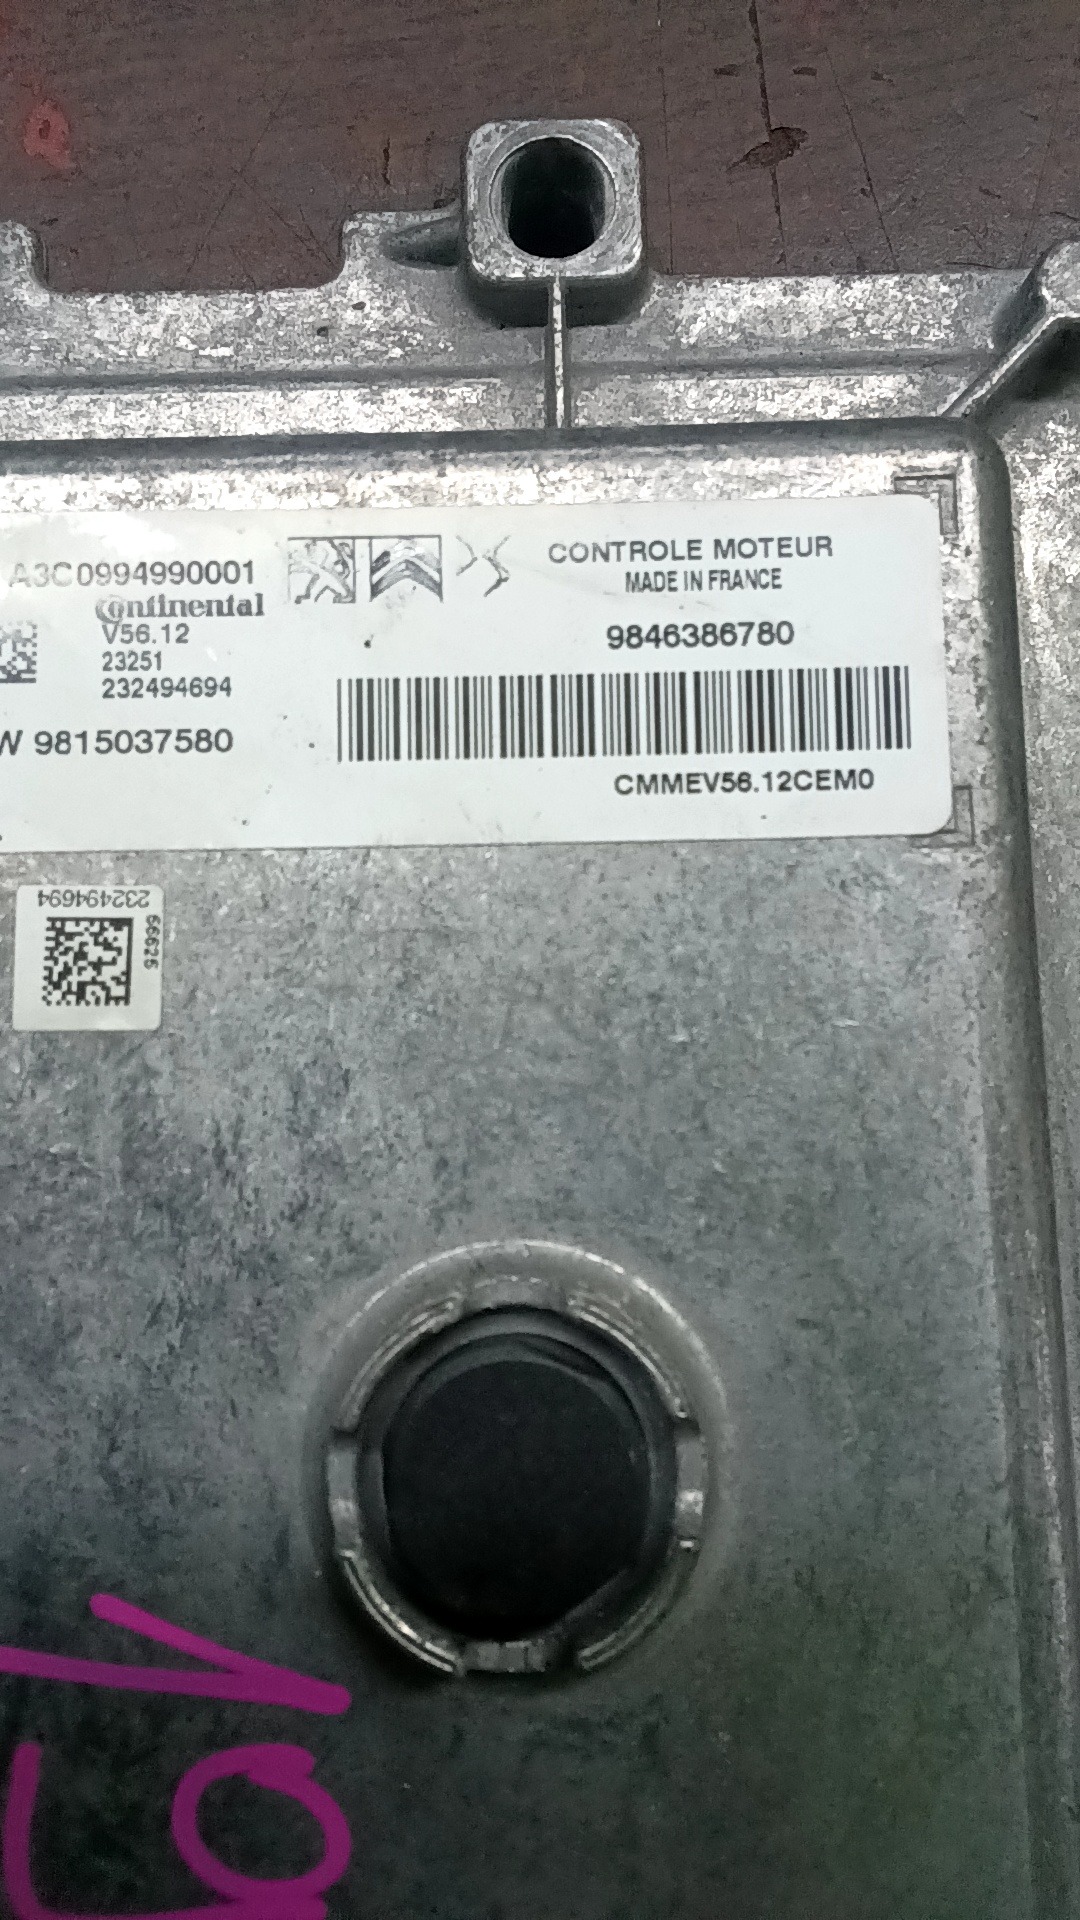 A3C0994990001
Continental
V56.12
23251
232494694
W 9815037580
CONTROLE MOTEUR
MADE IN FRANCE
9846386780
CMMEV56.12CEM0
232494694
66625